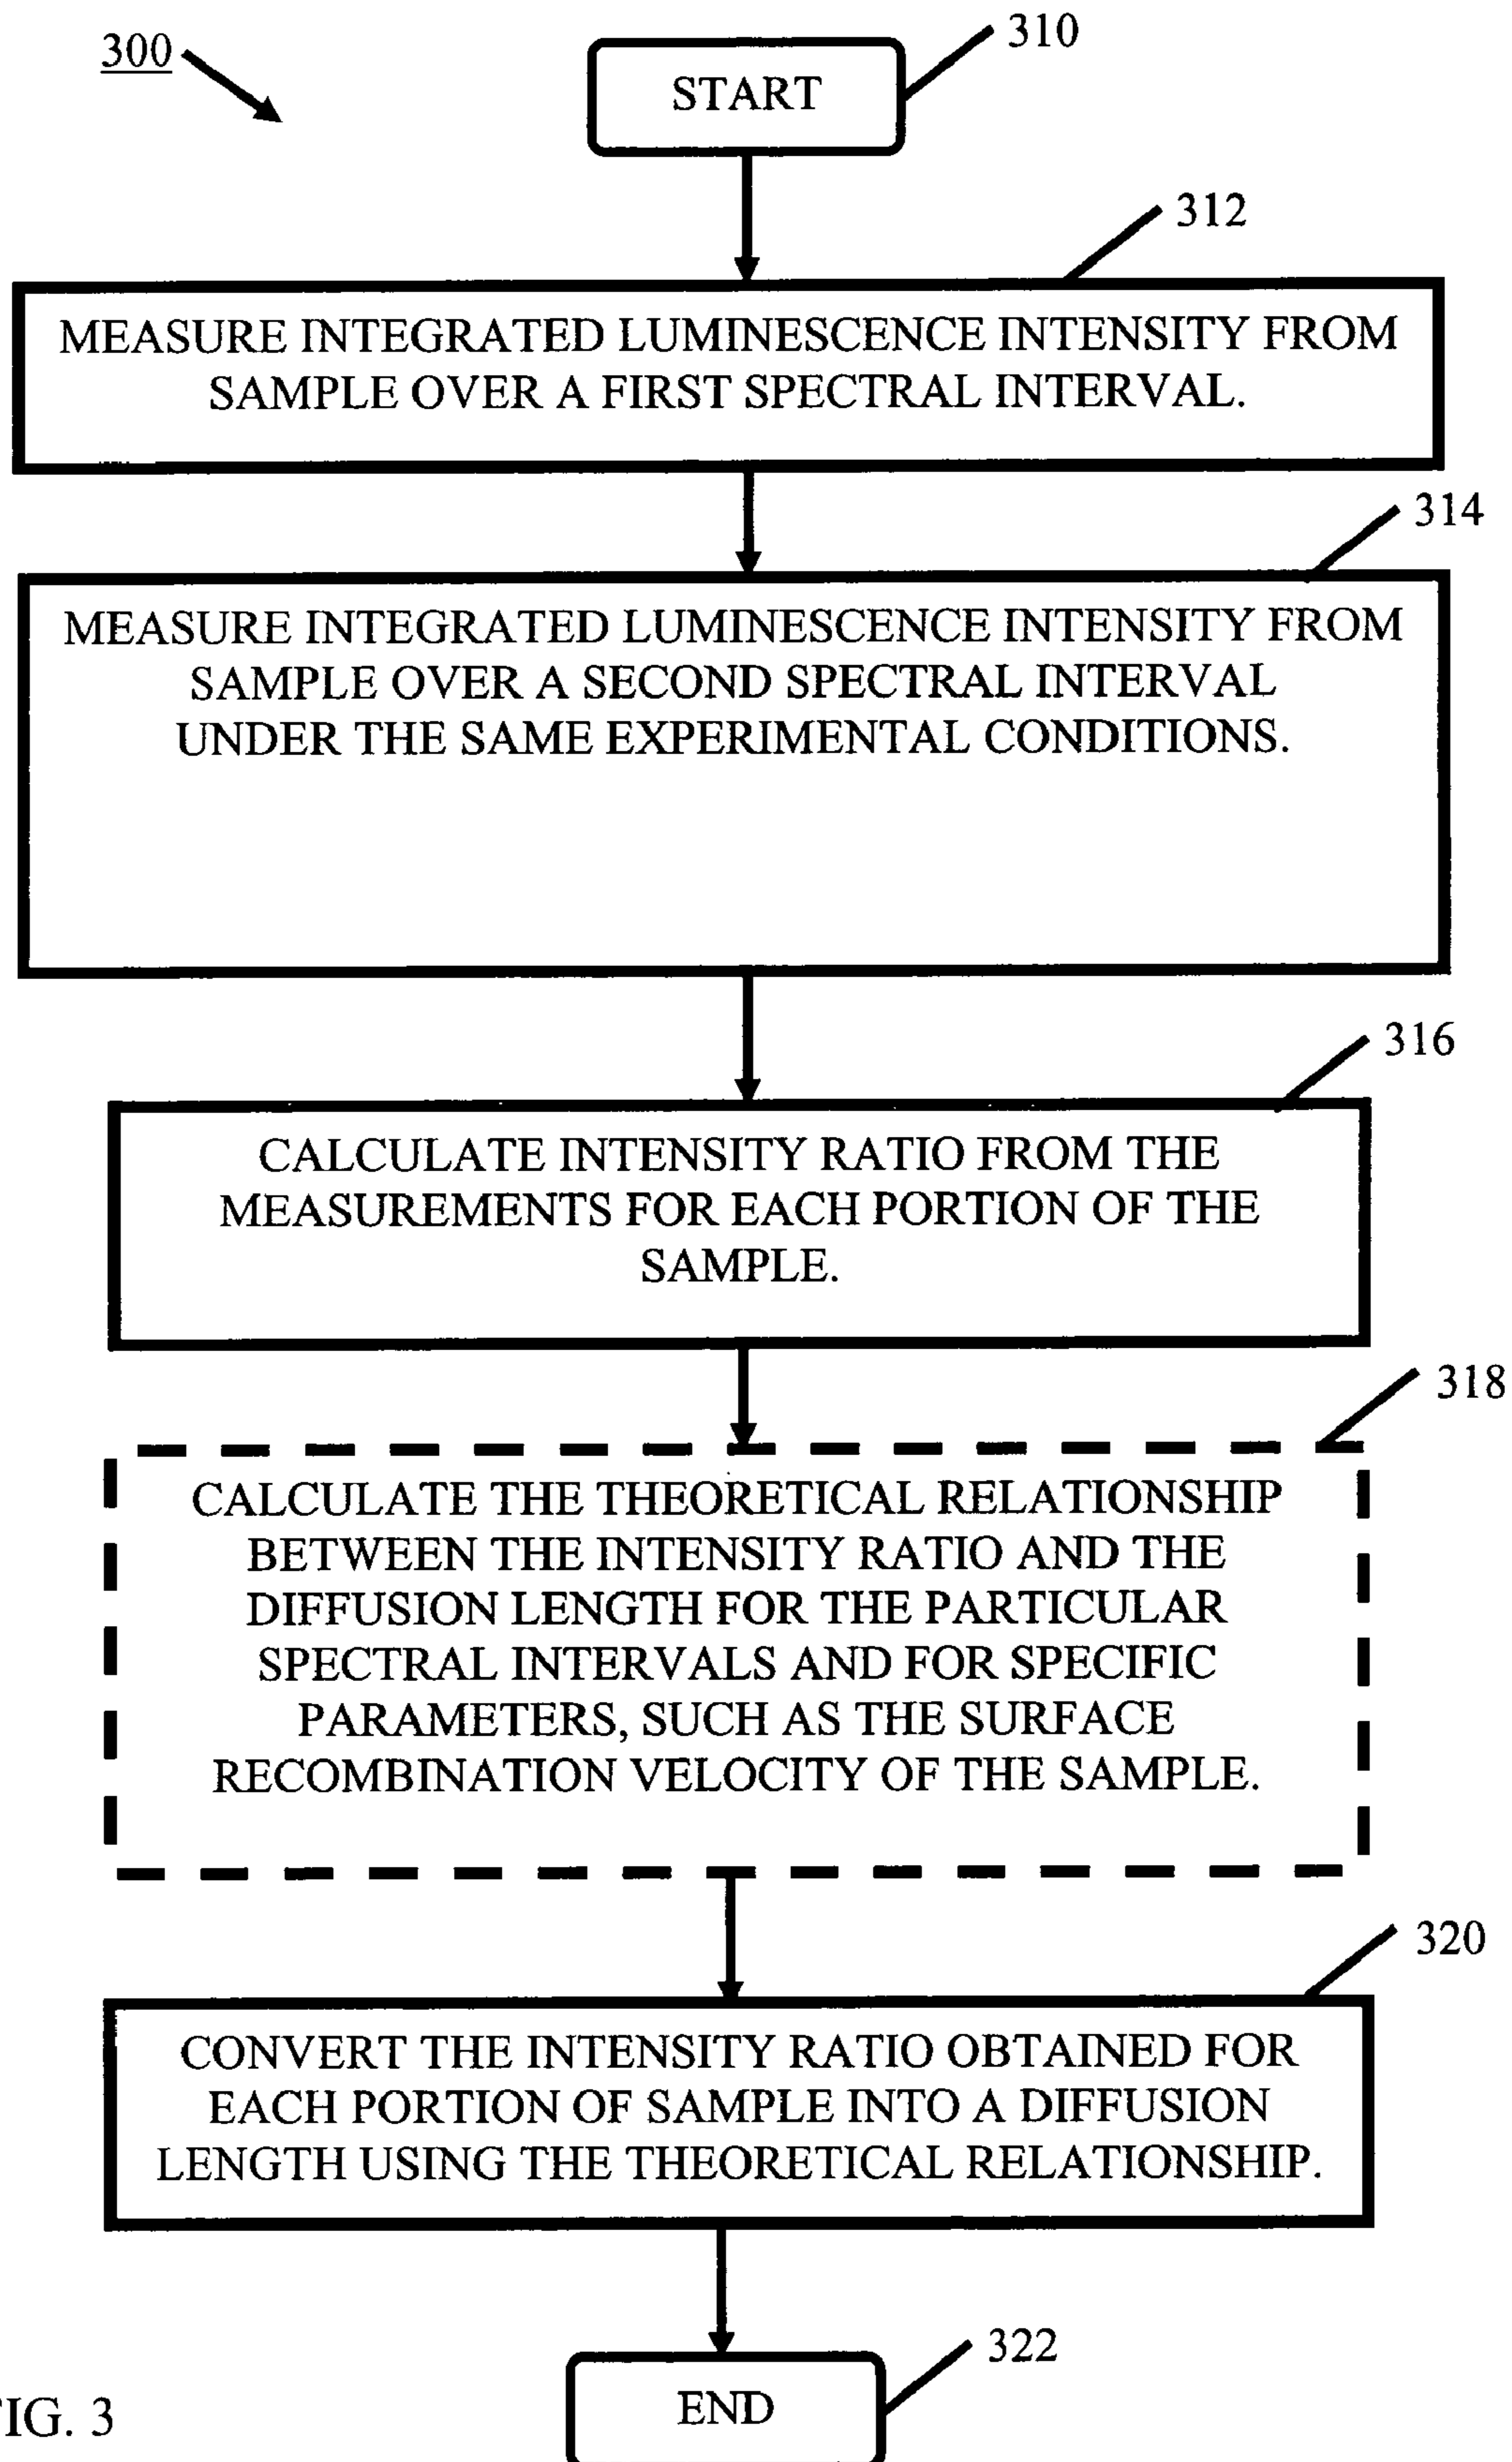 300
310
START
312
MEASURE INTEGRATED LUMINESCENCE INTENSITY FROM
SAMPLE OVER A FIRST SPECTRAL INTERVAL.
314
MEASURE INTEGRATED LUMINESCENCE INTENSITY FROM
SAMPLE OVER A SECOND SPECTRAL INTERVAL
UNDER THE SAME EXPERIMENTAL CONDITIONS.
316
CALCULATE INTENSITY RATIO FROM THE
MEASUREMENTS FOR EACH PORTION OF THE
SAMPLE.
318
CALCULATE THE THEORETICAL RELATIONSHIP
BETWEEN THE INTENSITY RATIO AND THE
DIFFUSION LENGTH FOR THE PARTICULAR
SPECTRAL INTERVALS AND FOR SPECIFIC
PARAMETERS, SUCH AS THE SURFACE
RECOMBINATION VELOCITY OF THE SAMPLE.
320
CONVERT THE INTENSITY RATIO OBTAINED FOR
EACH PORTION OF SAMPLE INTO A DIFFUSION
LENGTH USING THE THEORETICAL RELATIONSHIP.
322
END
IG. 3